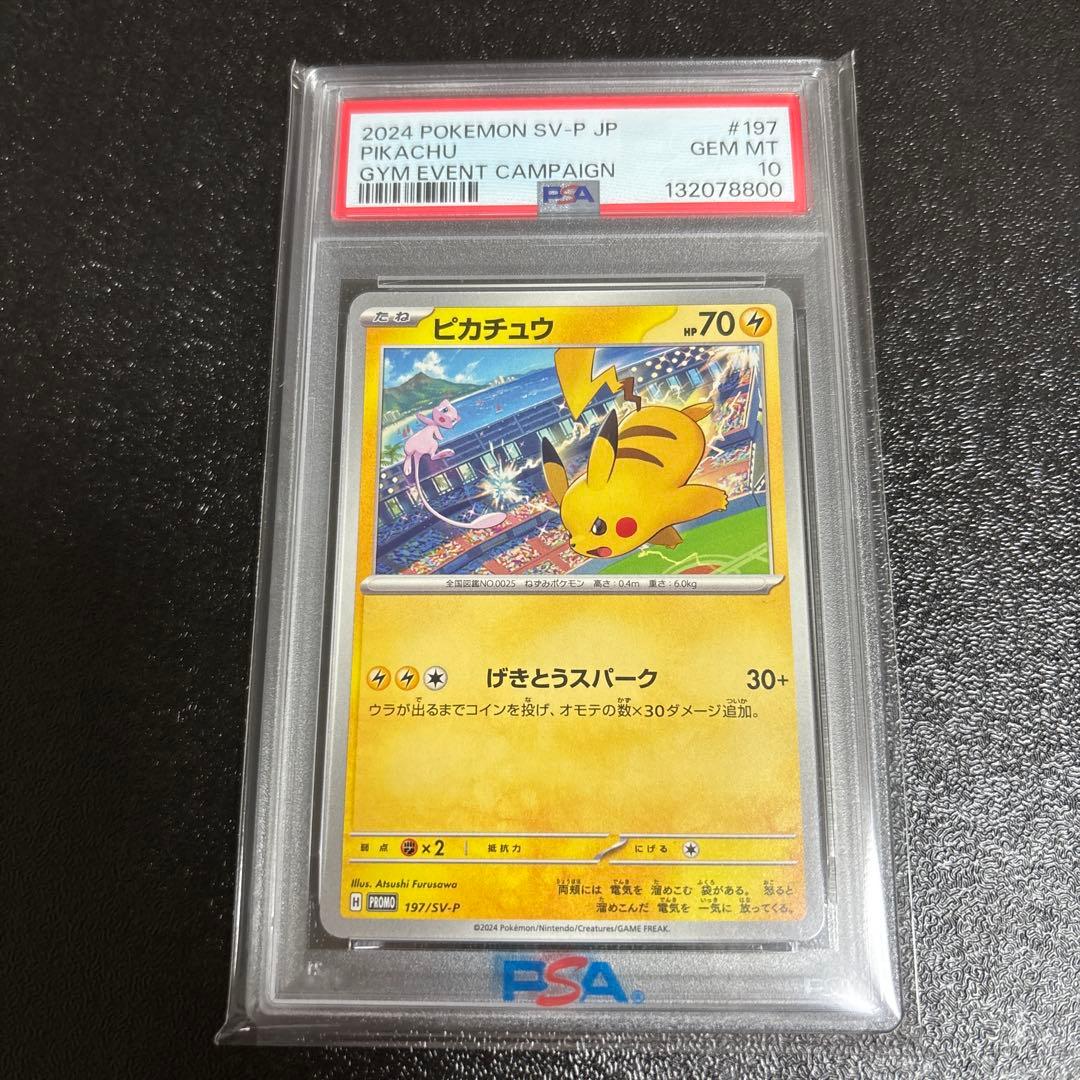 2024 POKEMON SV-P JP #197
PIKACHU GEM MT
GYM EVENT CAMPAIGN 10
PSA 132078800
たね ピカチュウ HP70
全国図鑑NO.0025 ねずみポケモン 高さ:0.4m 重さ:6.0kg
げきとうスパーク 30+
ウラが出るまでコインを投げ、オモテの数×30ダメージ追加。
弱点 ×2 抵抗力 にげる
Illus. Atsushi Furusawa
両頬には 電気を 溜めこむ 袋がある。 怒ると
溜めこんだ 電気を 一気に 放ってくる。
H PROMO 197/SV-P
©2024 Pokémon/Nintendo/Creatures/GAME FREAK.
PSA®